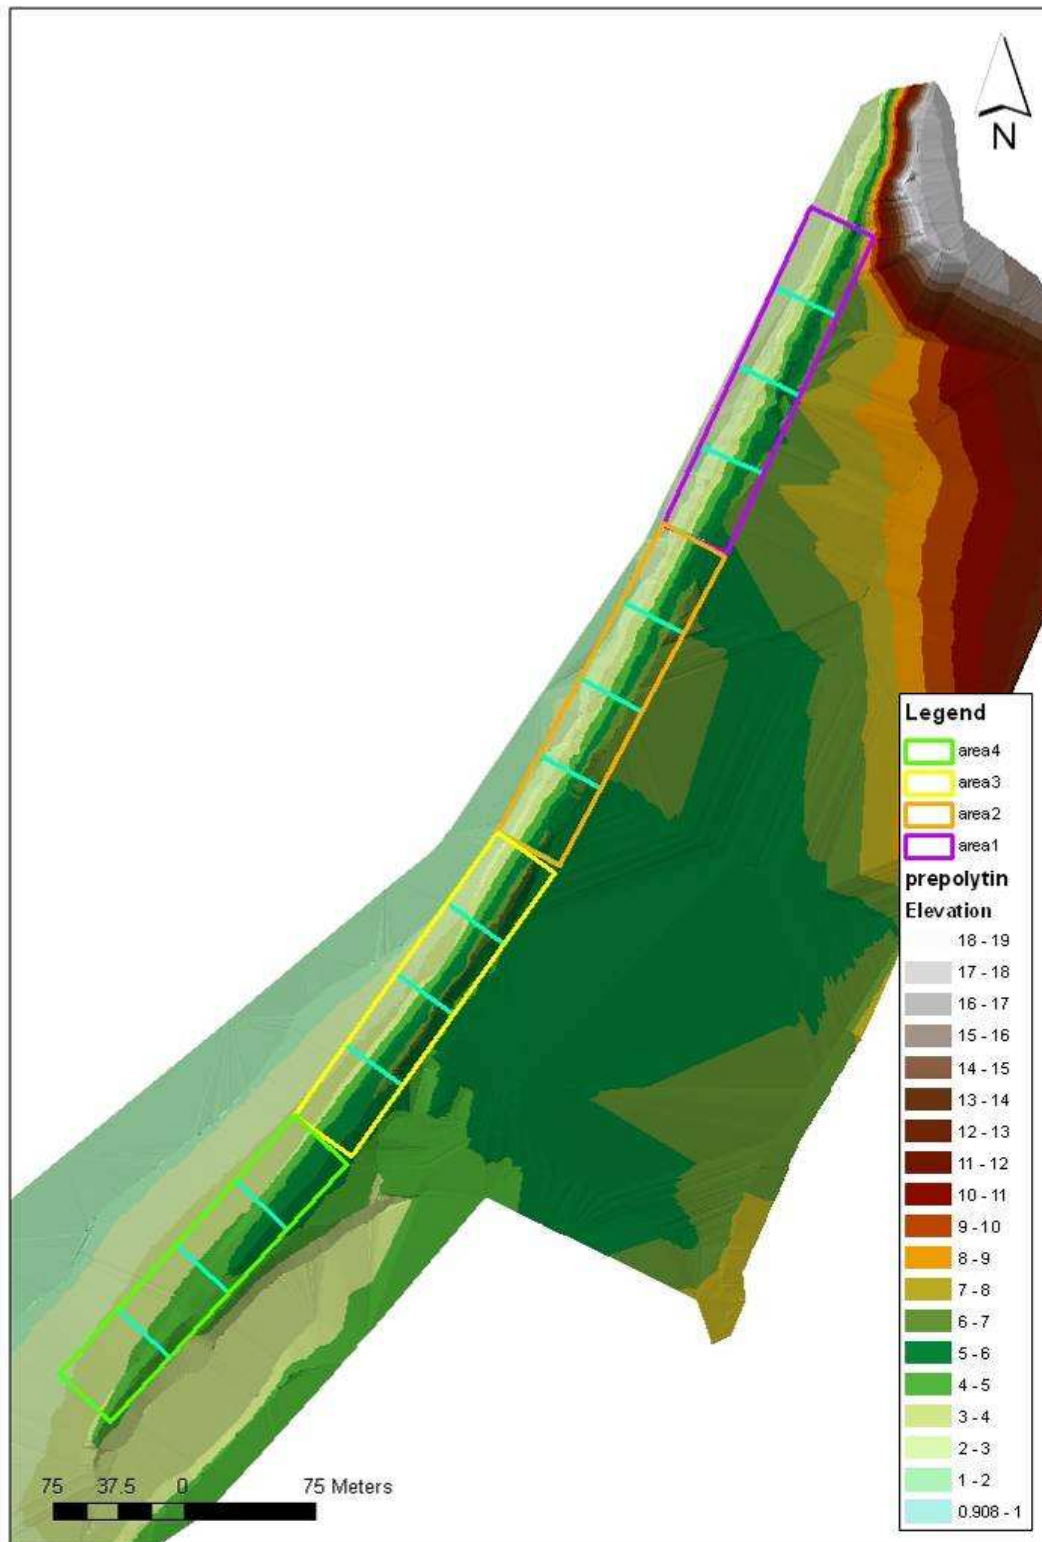 N
Legend
area4
area3
area2
area1
prepolytin
Elevation
18 - 19
17 - 18
16 - 17
15 - 16
14 - 15
13 - 14
12 - 13
11 - 12
10 - 11
9 - 10
8 - 9
7 - 8
6 - 7
5 - 6
4 - 5
3 - 4
2 - 3
1 - 2
0.908 - 1
75 37.5 0 75 Meters